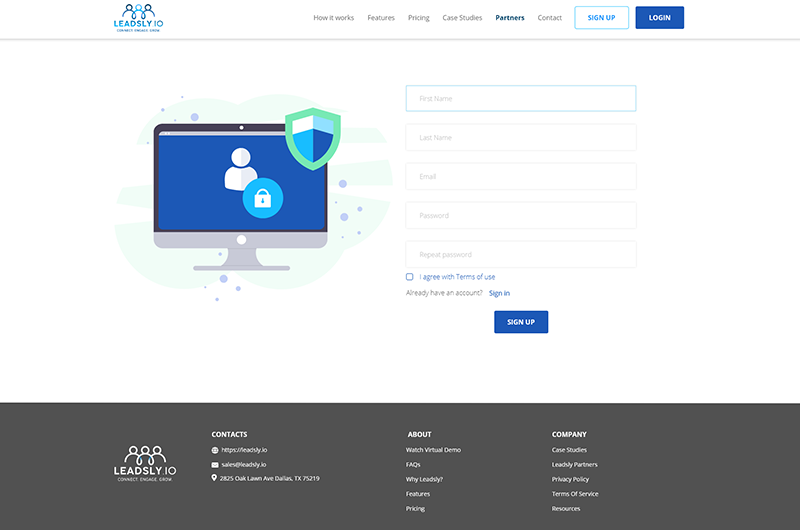 LEADSLY.IO
CONNECT. ENGAGE. GROW.
How it works Features Pricing Case Studies Partners Contact SIGN UP LOGIN
First Name
Last Name
Email
Password
Repeat password
I agree with Terms of use
Already have an account? Sign in
SIGN UP
CONTACTS ABOUT COMPANY
https://leadsly.io Watch Virtual Demo Case Studies
sales@leadsly.io FAQs Leadsly Partners
LEADSLY.IO
CONNECT. ENGAGE. GROW.
2825 Oak Lawn Ave Dallas, TX 75219 Why Leadsly? Privacy Policy
Features Terms Of Service
Pricing Resources